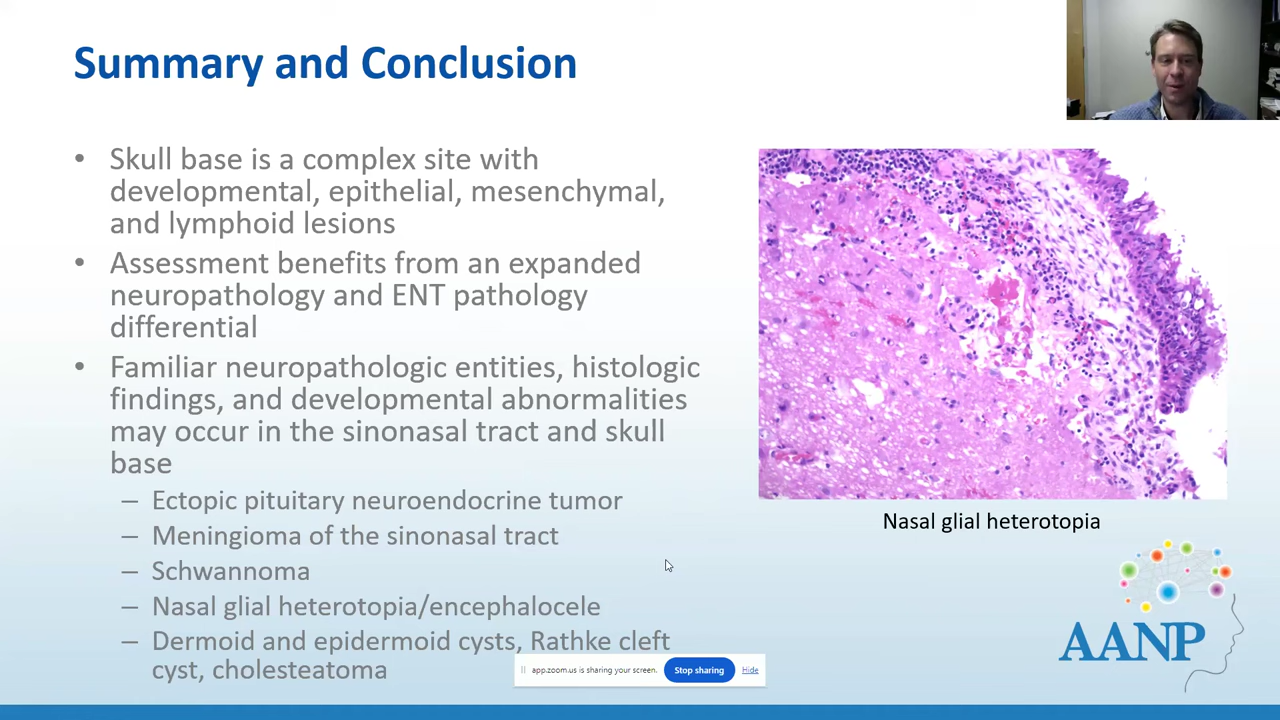 Summary and Conclusion
• Skull base is a complex site with
developmental, epithelial, mesenchymal,
and lymphoid lesions
• Assessment benefits from an expanded
neuropathology and ENT pathology
differential
• Familiar neuropathologic entities, histologic
findings, and developmental abnormalities
may occur in the sinonasal tract and skull
base
– Ectopic pituitary neuroendocrine tumor
– Meningioma of the sinonasal tract
– Schwannoma
– Nasal glial heterotopia/encephalocele
– Dermoid and epidermoid cysts, Rathke cleft
cyst, cholesteatoma
Nasal glial heterotopia
AANP
app.zoom.us is sharing your screen. Stop sharing Hide